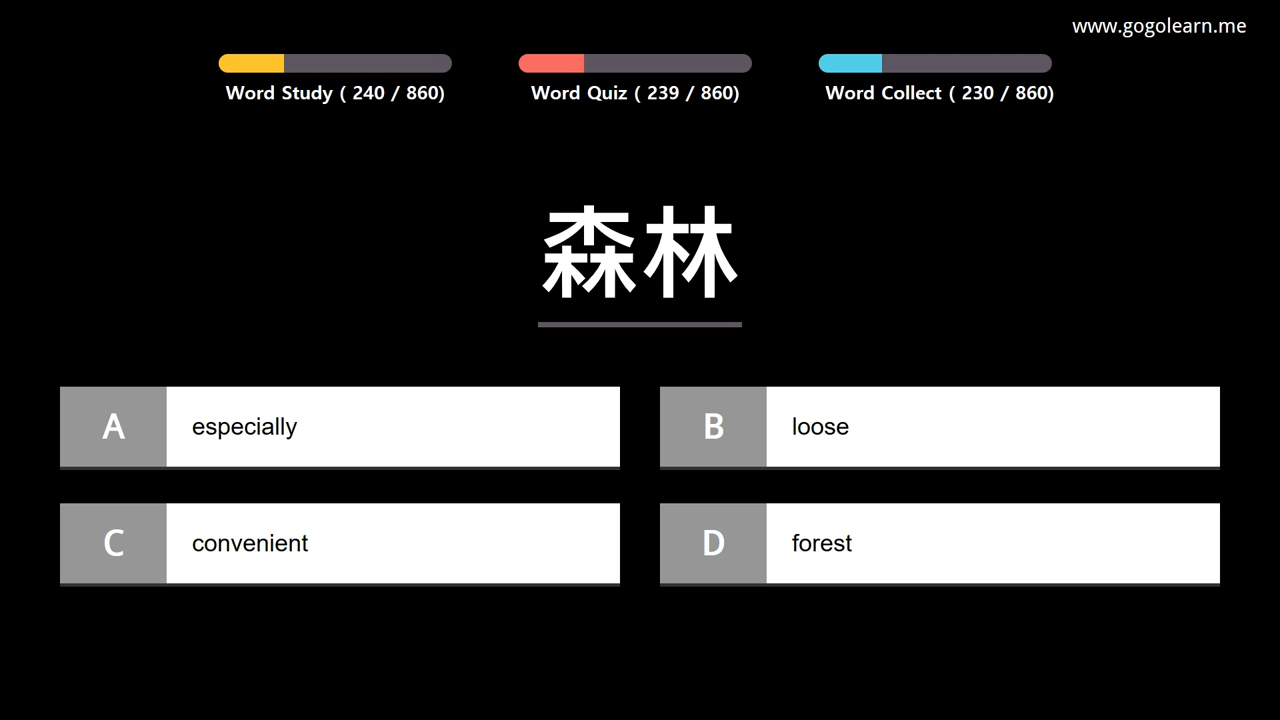 www.gogolearn.me
Word Study ( 240 / 860)
Word Quiz ( 239 / 860)
Word Collect ( 230 / 860)
森林
A
especially
B
loose
C
convenient
D
forest